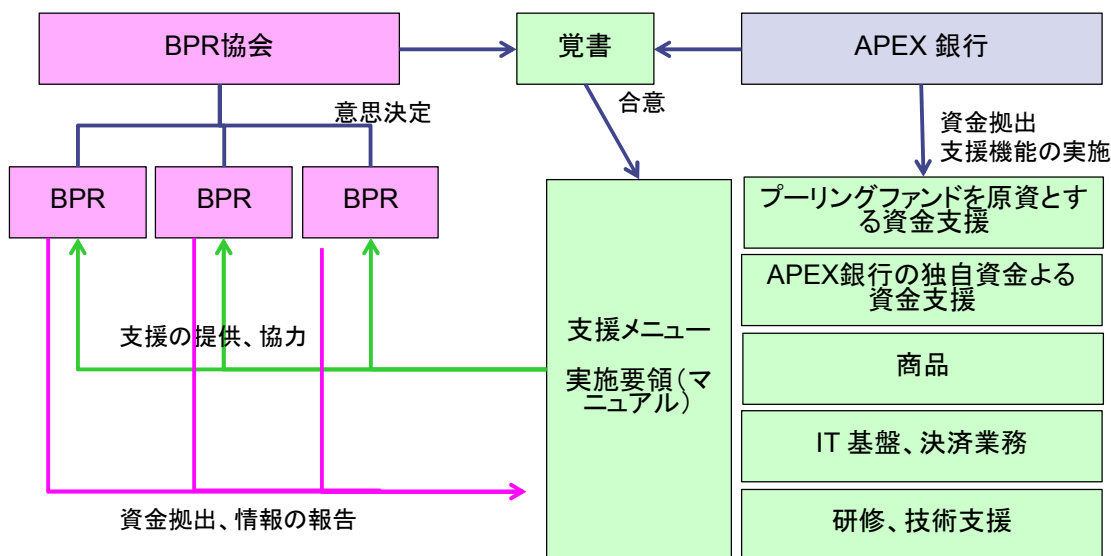 BPR協会
覚書
APEX 銀行
意思決定
合意
資金拠出
支援機能の実施
BPR
BPR
BPR
プーリングファンドを原資とす
る資金支援
APEX銀行の独自資金よる
資金支援
支援の提供、協力
支援メニュー
実施要領(マ
ニュアル)
商品
IT 基盤、決済業務
資金拠出、情報の報告
研修、技術支援